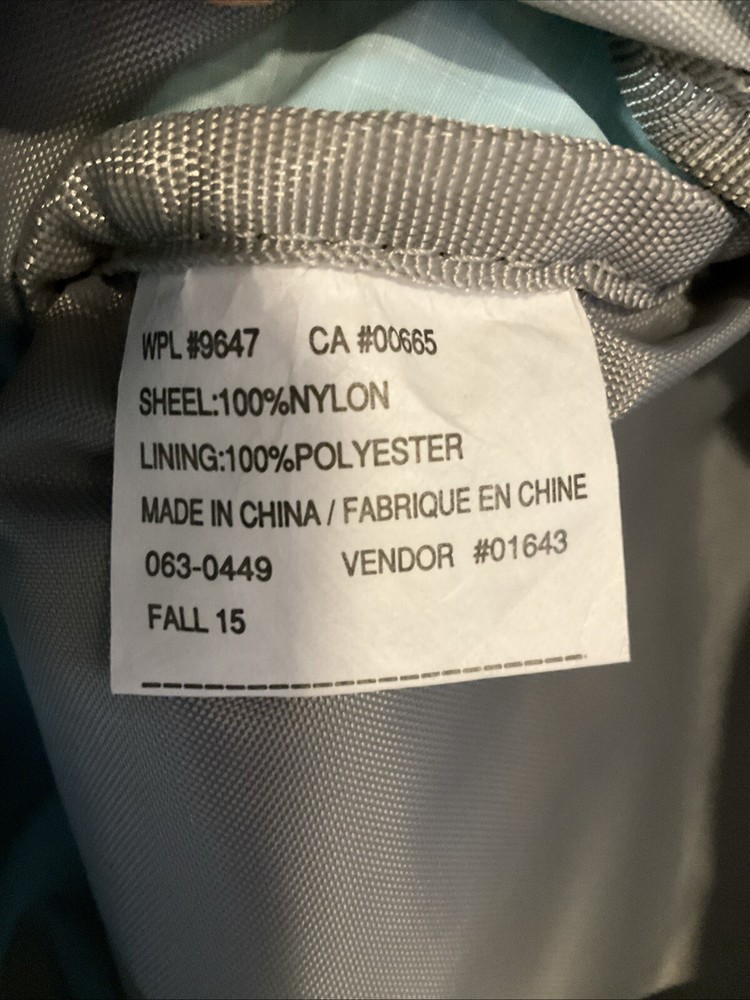 WPL #9647 CA #00665
SHEEL:100%NYLON
LINING:100%POLYESTER
MADE IN CHINA / FABRIQUE EN CHINE
063-0449 VENDOR #01643
FALL 15